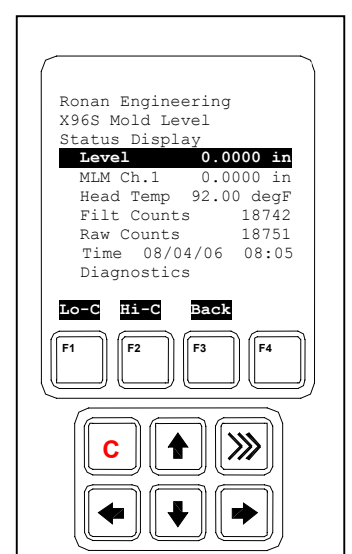 Ronan Engineering
X96S Mold Level
Status Display
Level 0.0000 in
MLM Ch.1 0.0000 in
Head Temp 92.00 degF
Filt Counts 18742
Raw Counts 18751
Time 08/04/06 08:05
Diagnostics
Lo-C Hi-C Back
F1 F2 F3 F4
C